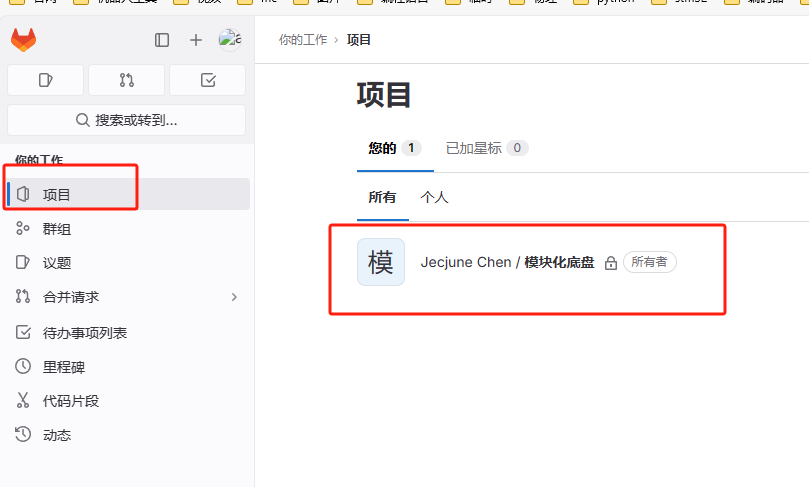 你的工作 › 项目
搜索或转到...
你的工作
项目
群组
议题
合并请求
待办事项列表
里程碑
代码片段
动态
项目
您的 1 已加星标 0
所有 个人
模 Jecjune Chen / 模块化底盘 所有者